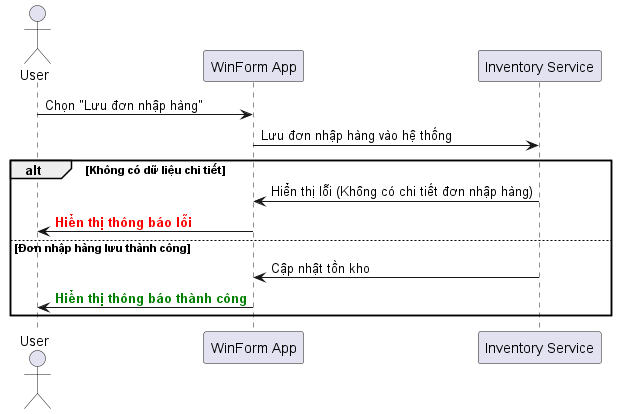 User
WinForm App
Inventory Service
Chọn "Lưu đơn nhập hàng"
Lưu đơn nhập hàng vào hệ thống
alt
[Không có dữ liệu chi tiết]
Hiển thị lỗi (Không có chi tiết đơn nhập hàng)
Hiển thị thông báo lỗi
[Đơn nhập hàng lưu thành công]
Cập nhật tồn kho
Hiển thị thông báo thành công
User
WinForm App
Inventory Service